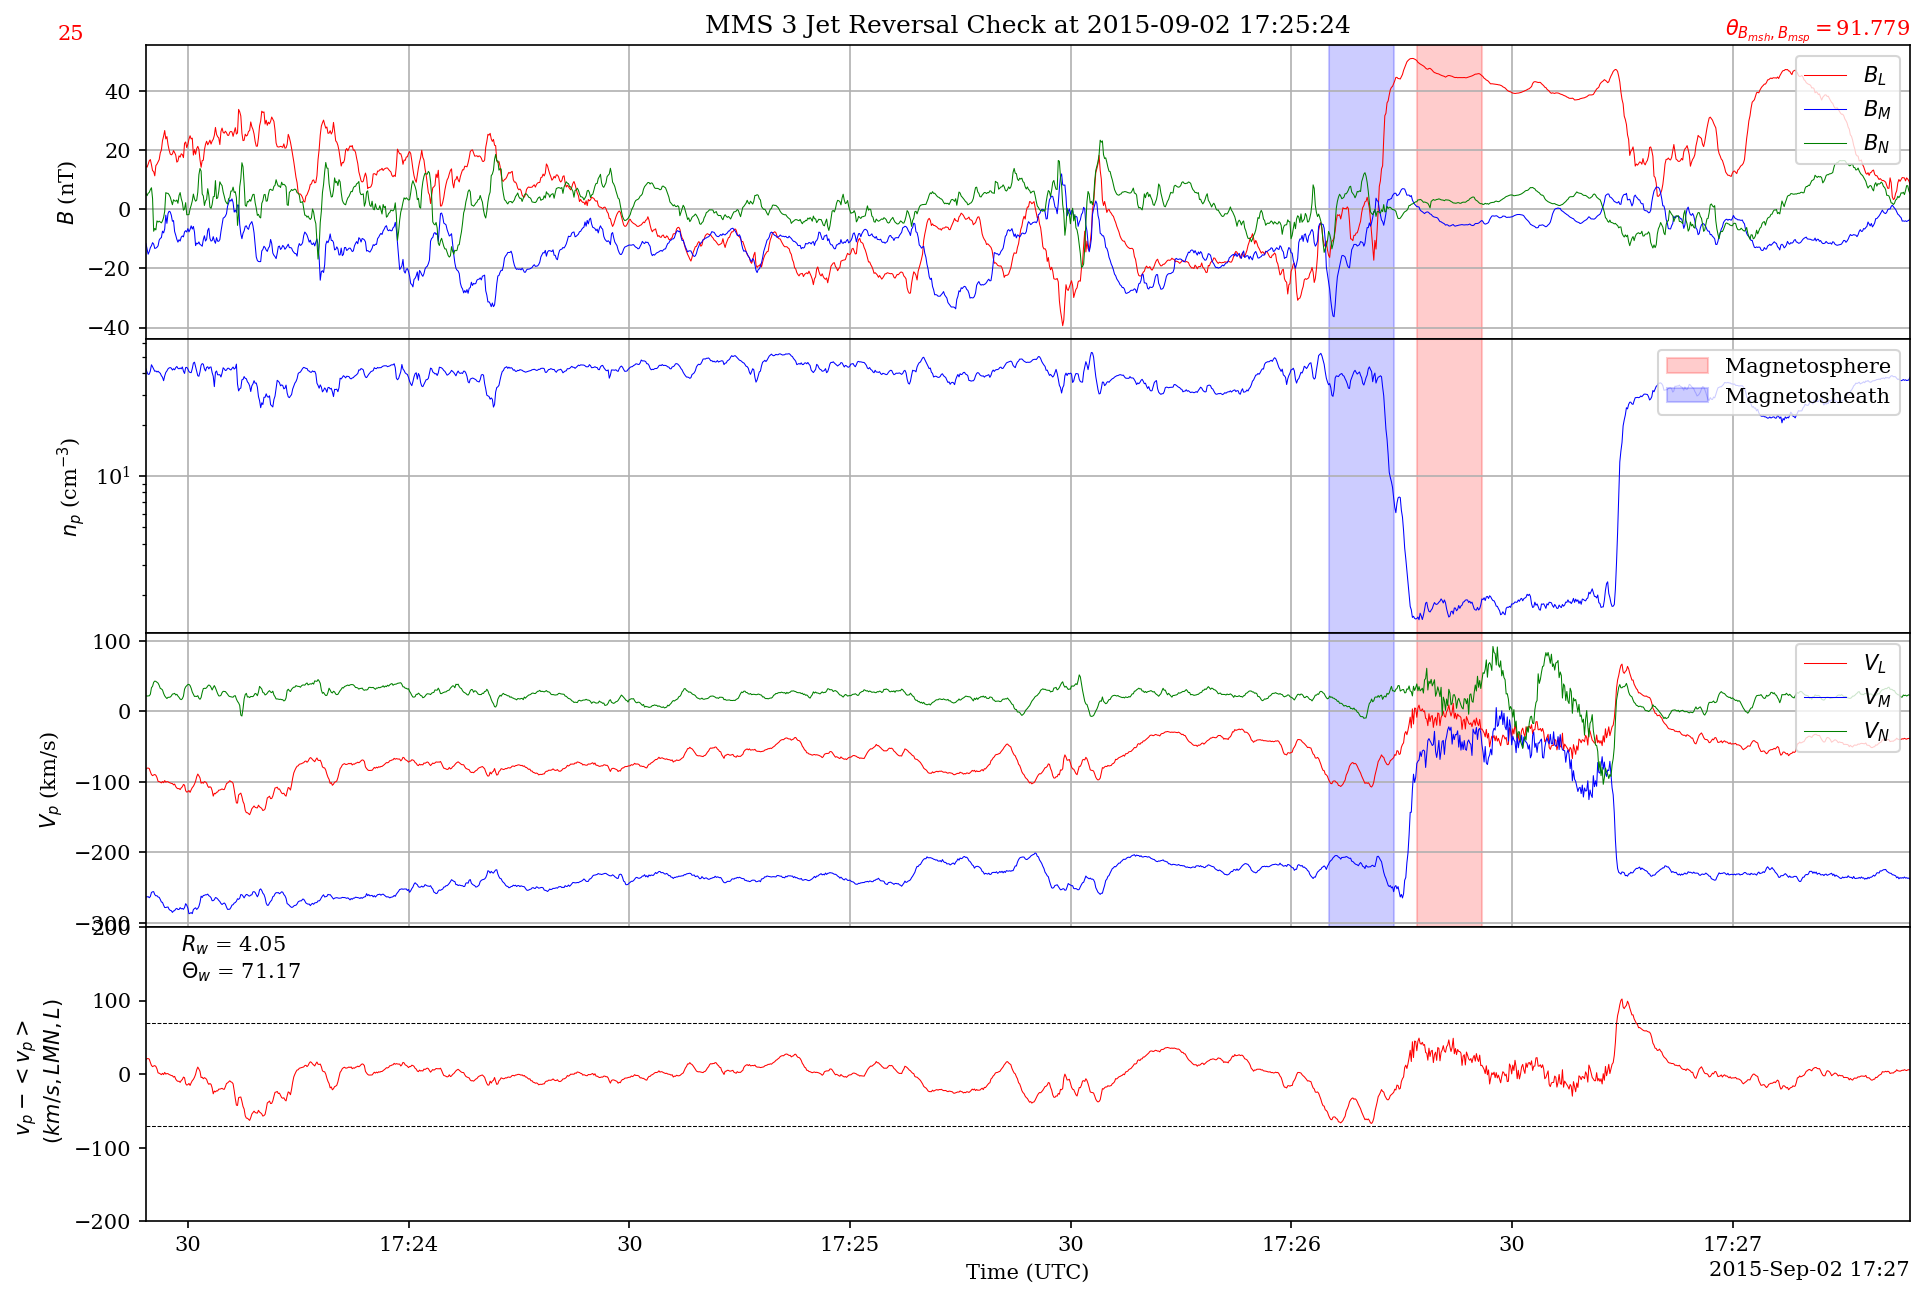 25
MMS 3 Jet Reversal Check at 2015-09-02 17:25:24
θ_{B_{msh}, B_{msp}} = 91.779
B (nT)
40
20
0
−20
−40
B_L
B_M
B_N
n_p (cm^{−3})
10^1
Magnetosphere
Magnetosheath
V_p (km/s)
100
0
−100
−200
−300
V_L
V_M
V_N
v_p − < v_p >
(km/s, LMN, L)
200
100
0
−100
−200
R_w = 4.05
Θ_w = 71.17
30
17:24
30
17:25
30
17:26
30
17:27
Time (UTC)
2015-Sep-02 17:27